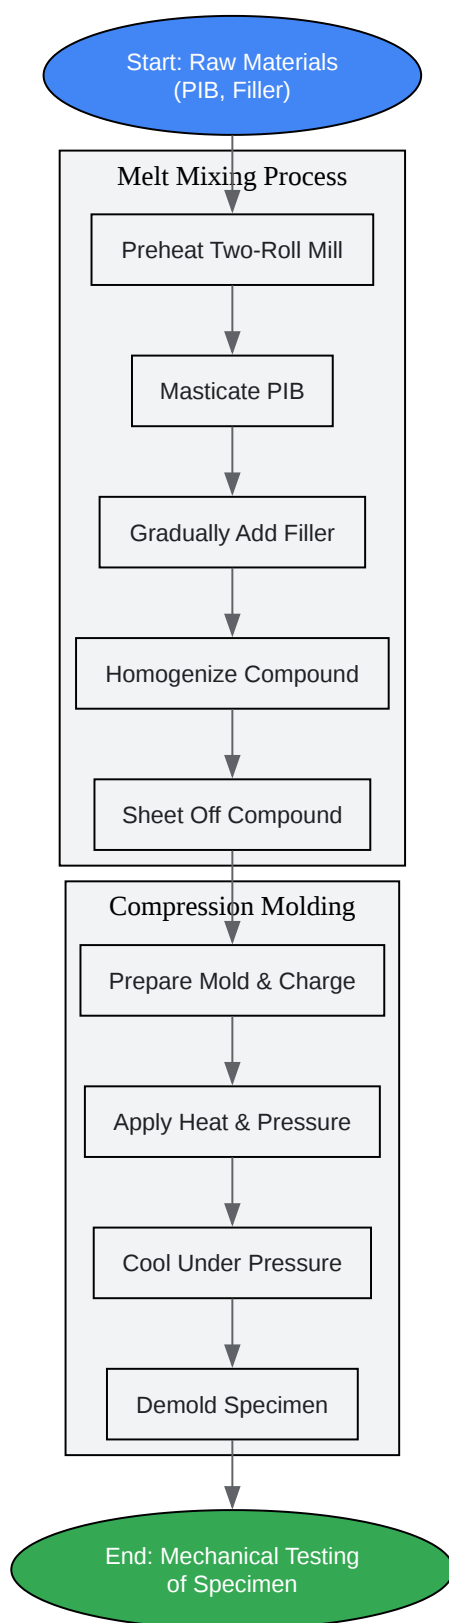 Start: Raw Materials
(PIB, Filler)
Melt Mixing Process
Preheat Two-Roll Mill
Masticate PIB
Gradually Add Filler
Homogenize Compound
Sheet Off Compound
Compression Molding
Prepare Mold & Charge
Apply Heat & Pressure
Cool Under Pressure
Demold Specimen
End: Mechanical Testing
of Specimen